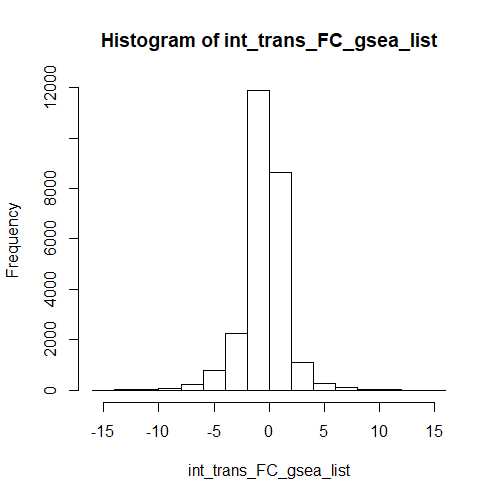 Histogram of int_trans_FC_gsea_list
12000
8000
6000
4000
2000
0
Frequency
-15 -10 -5 0 5 10 15
int_trans_FC_gsea_list